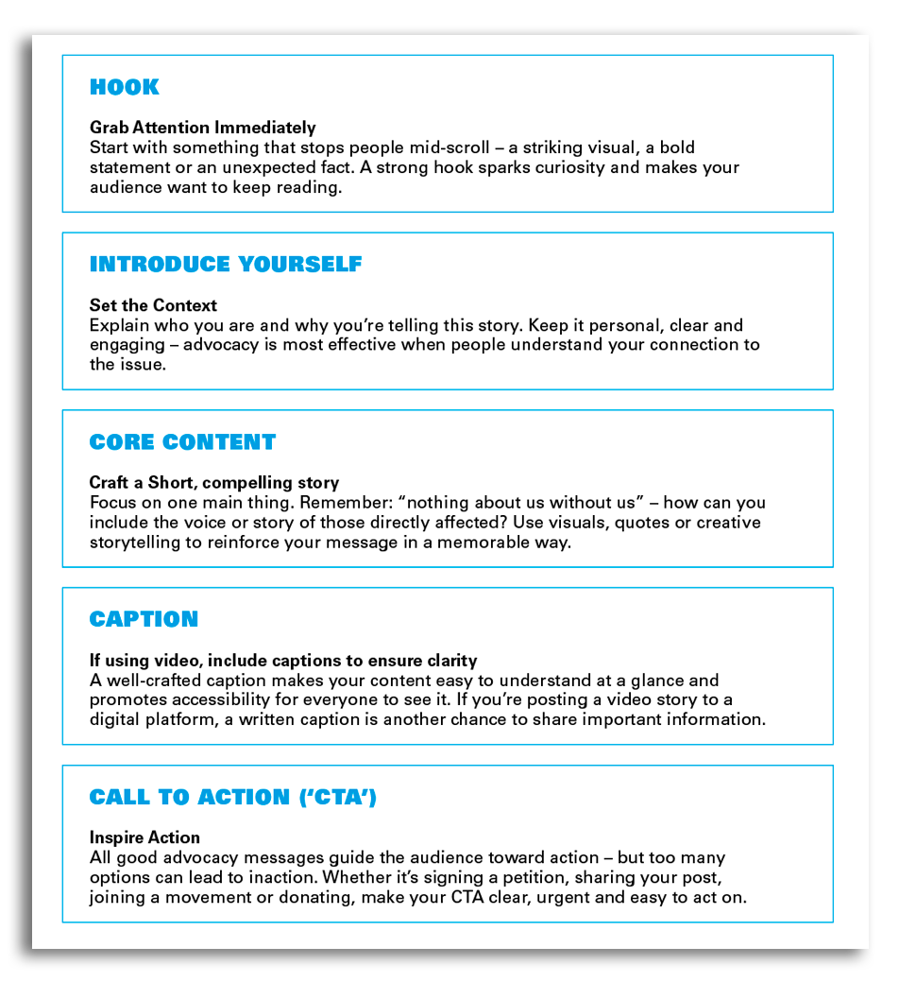 HOOK
Grab Attention Immediately
Start with something that stops people mid-scroll – a striking visual, a bold
statement or an unexpected fact. A strong hook sparks curiosity and makes your
audience want to keep reading.
INTRODUCE YOURSELF
Set the Context
Explain who you are and why you’re telling this story. Keep it personal, clear and
engaging – advocacy is most effective when people understand your connection to
the issue.
CORE CONTENT
Craft a Short, compelling story
Focus on one main thing. Remember: “nothing about us without us” – how can you
include the voice or story of those directly affected? Use visuals, quotes or creative
storytelling to reinforce your message in a memorable way.
CAPTION
If using video, include captions to ensure clarity
A well-crafted caption makes your content easy to understand at a glance and
promotes accessibility for everyone to see it. If you’re posting a video story to a
digital platform, a written caption is another chance to share important information.
CALL TO ACTION (‘CTA’)
Inspire Action
All good advocacy messages guide the audience toward action – but too many
options can lead to inaction. Whether it’s signing a petition, sharing your post,
joining a movement or donating, make your CTA clear, urgent and easy to act on.